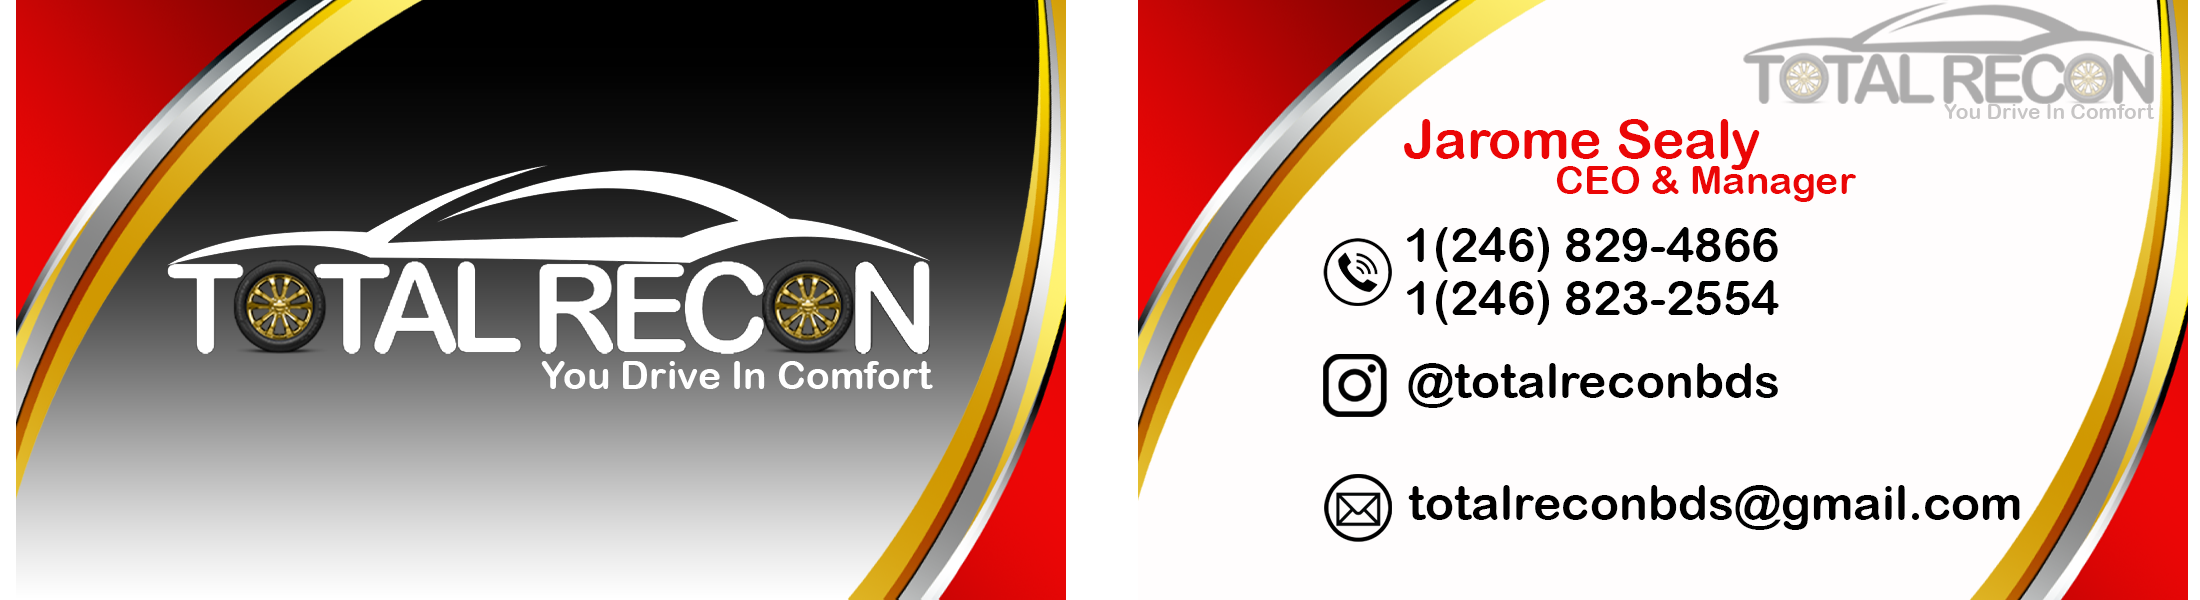 TOTAL RECON
You Drive In Comfort
TOTAL RECON
You Drive In Comfort
Jarome Sealy
CEO & Manager
1(246) 829-4866
1(246) 823-2554
@totalreconbds
totalreconbds@gmail.com